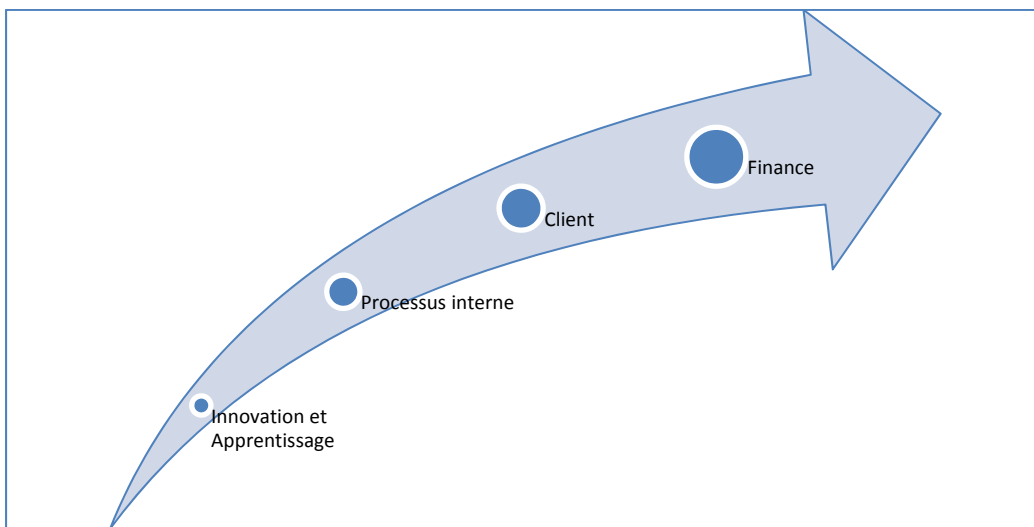 Finance
Client
Processus interne
Innovation et
Apprentissage